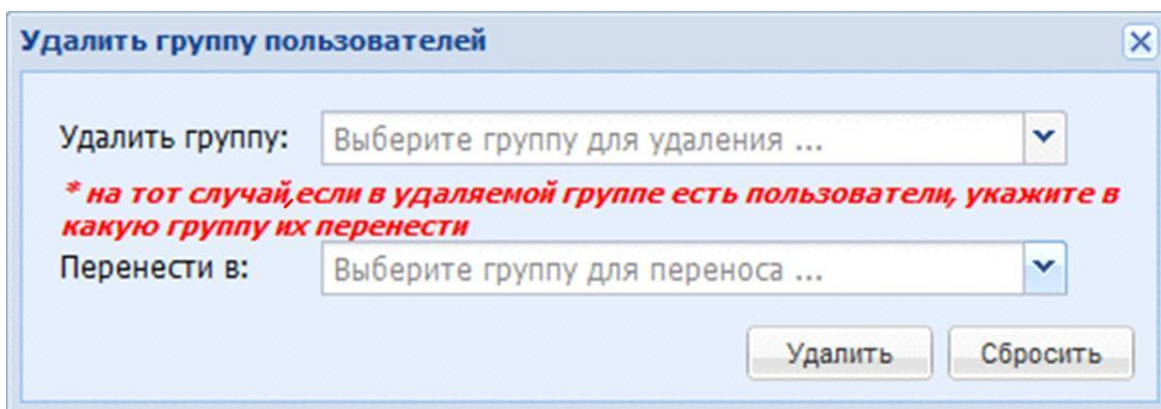 Удалить группу пользователей
Удалить группу: Выберите группу для удаления ...
* на тот случай,если в удаляемой группе есть пользователи, укажите в
какую группу их перенести
Перенести в: Выберите группу для переноса ...
Удалить Сбросить